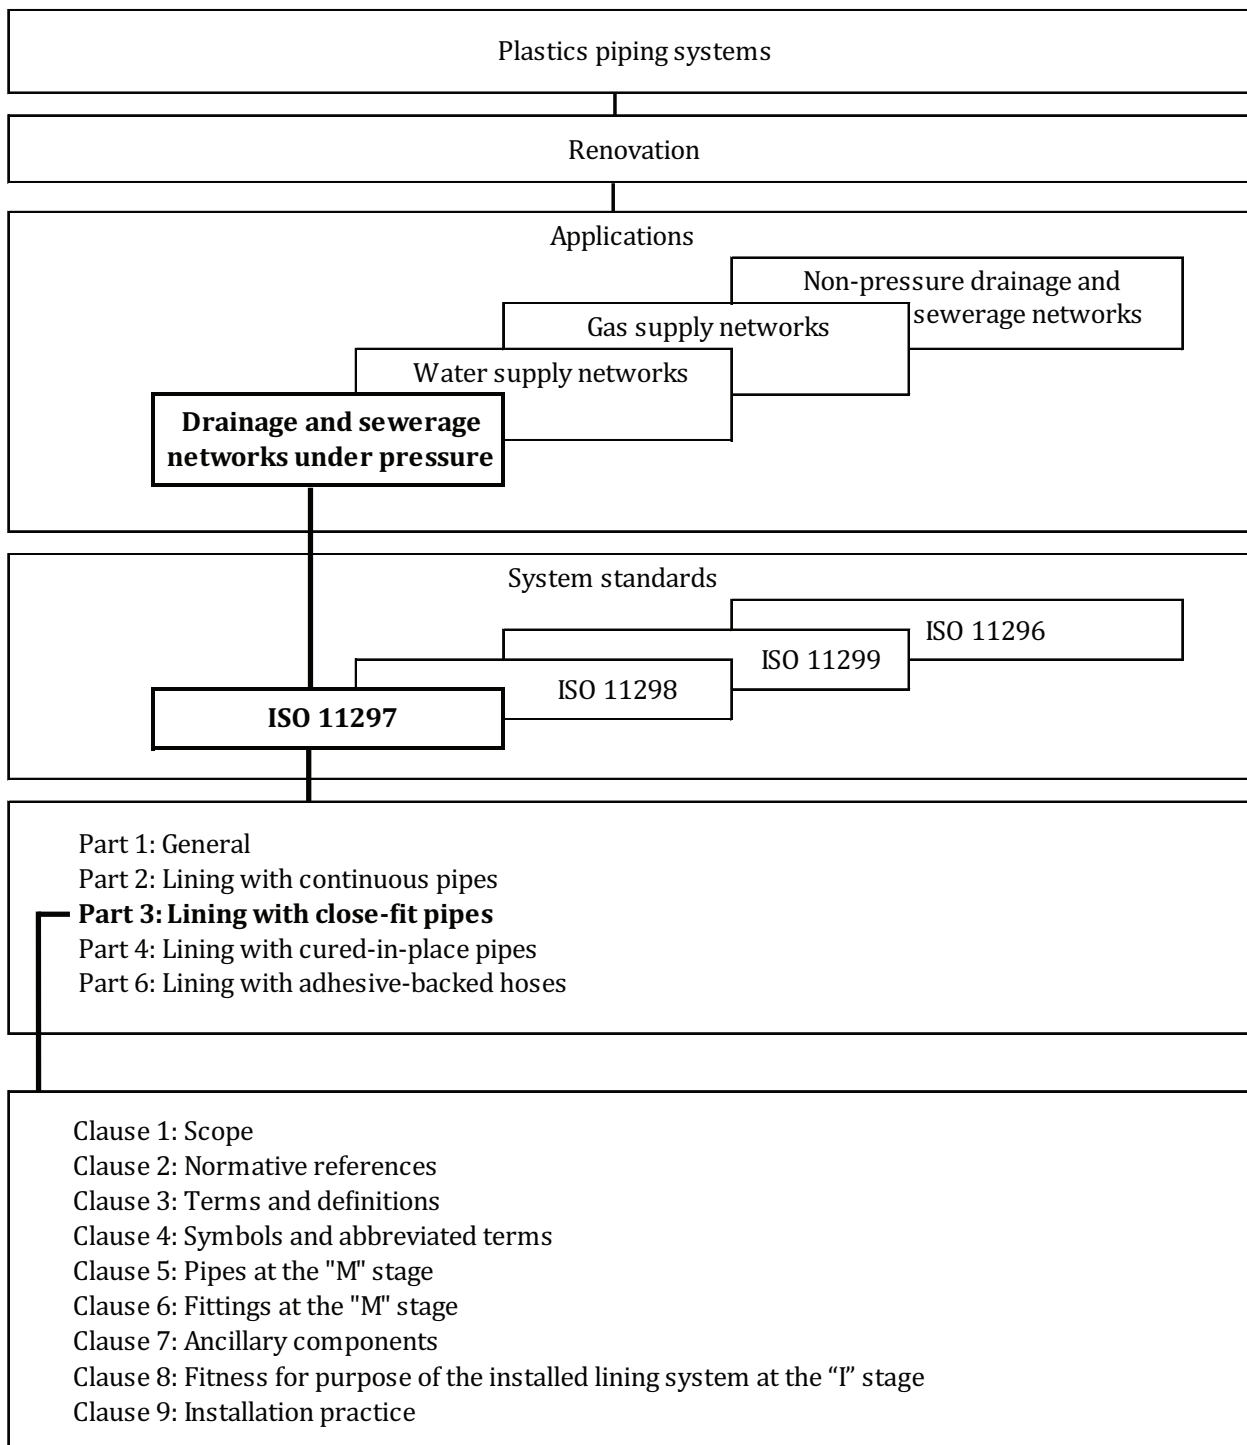 Plastics piping systems
Renovation
Applications
Non-pressure drainage and
sewerage networks
Gas supply networks
Water supply networks
Drainage and sewerage
networks under pressure
System standards
ISO 11296
ISO 11299
ISO 11298
ISO 11297
Part 1: General
Part 2: Lining with continuous pipes
Part 3: Lining with close-fit pipes
Part 4: Lining with cured-in-place pipes
Part 6: Lining with adhesive-backed hoses
Clause 1: Scope
Clause 2: Normative references
Clause 3: Terms and definitions
Clause 4: Symbols and abbreviated terms
Clause 5: Pipes at the "M" stage
Clause 6: Fittings at the "M" stage
Clause 7: Ancillary components
Clause 8: Fitness for purpose of the installed lining system at the “I” stage
Clause 9: Installation practice